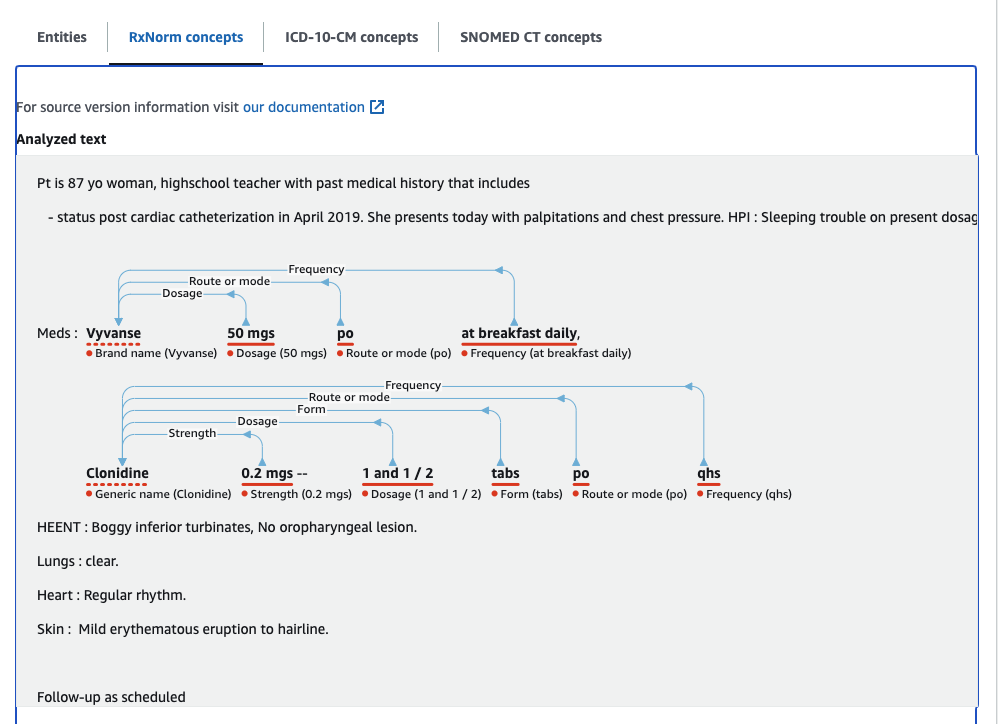 Entities RxNorm concepts ICD-10-CM concepts SNOMED CT concepts
For source version information visit our documentation
Analyzed text
Pt is 87 yo woman, highschool teacher with past medical history that includes
- status post cardiac catheterization in April 2019. She presents today with palpitations and chest pressure. HPI : Sleeping trouble on present dosag
Frequency
Route or mode
Dosage
Meds : Vyvanse 50 mgs po at breakfast daily,
Brand name (Vyvanse) Dosage (50 mgs) Route or mode (po) Frequency (at breakfast daily)
Frequency
Route or mode
Form
Dosage
Strength
Clonidine 0.2 mgs -- 1 and 1 / 2 tabs po qhs
Generic name (Clonidine) Strength (0.2 mgs) Dosage (1 and 1 / 2) Form (tabs) Route or mode (po) Frequency (qhs)
HEENT : Boggy inferior turbinates, No oropharyngeal lesion.
Lungs : clear.
Heart : Regular rhythm.
Skin : Mild erythematous eruption to hairline.
Follow-up as scheduled